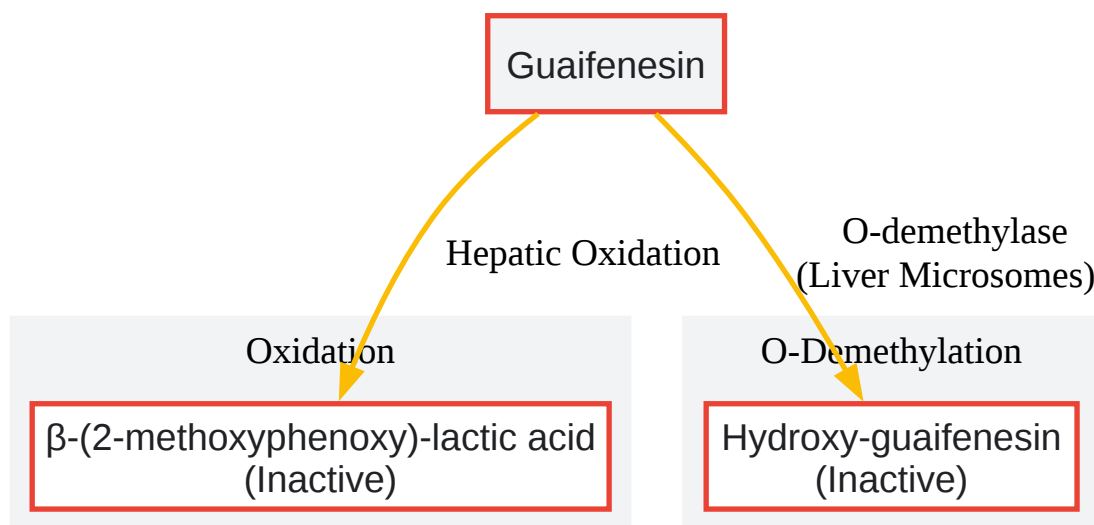 Guaifenesin
Hepatic Oxidation
O-demethylase
(Liver Microsomes)
Oxidation
β-(2-methoxyphenoxy)-lactic acid
(Inactive)
O-Demethylation
Hydroxy-guaifenesin
(Inactive)